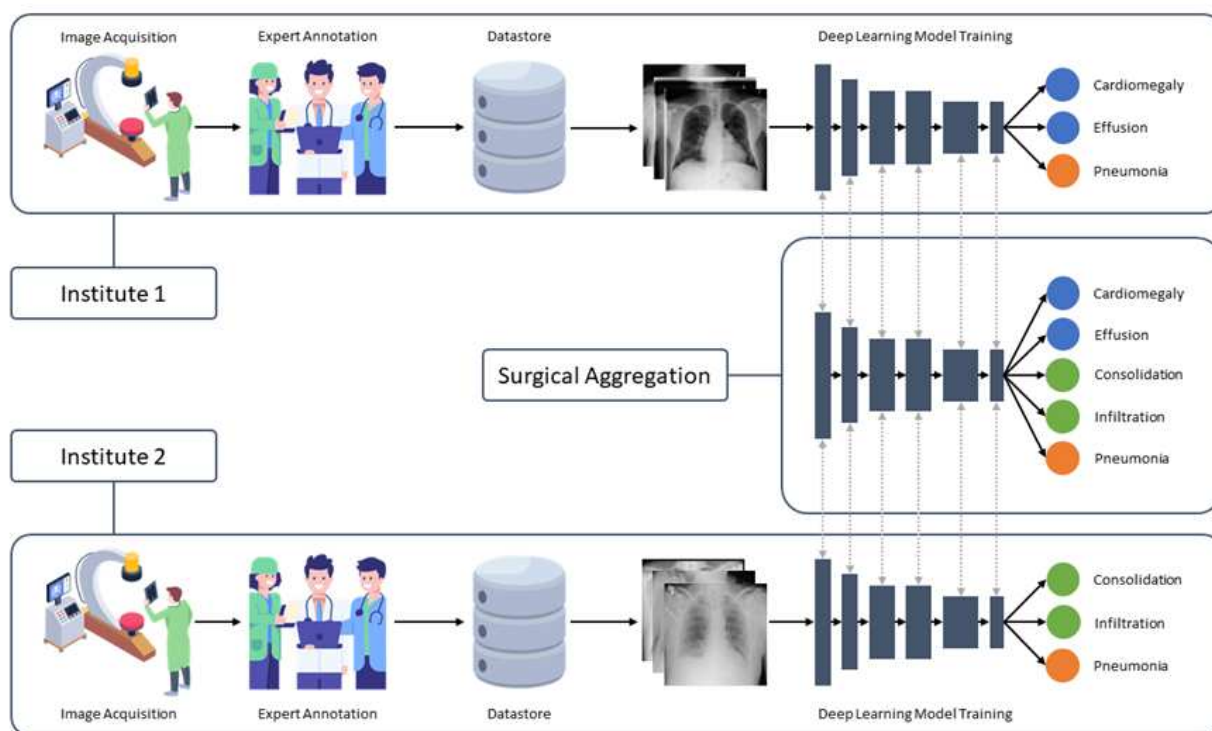 Image Acquisition
Expert Annotation
Datastore
Deep Learning Model Training
Cardiomegaly
Effusion
Pneumonia
Institute 1
Surgical Aggregation
Cardiomegaly
Effusion
Consolidation
Infiltration
Pneumonia
Institute 2
Consolidation
Infiltration
Pneumonia
Image Acquisition
Expert Annotation
Datastore
Deep Learning Model Training